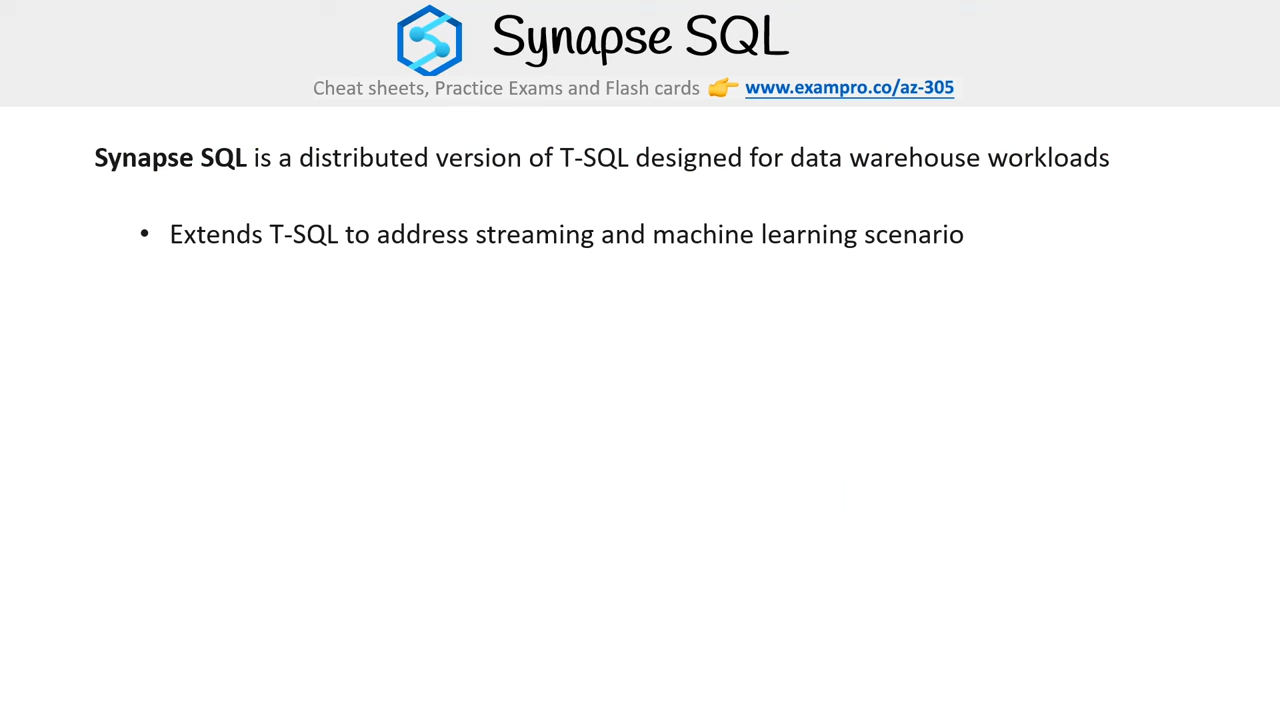 Synapse SQL
Cheat sheets, Practice Exams and Flash cards 👉 www.exampro.co/az-305
Synapse SQL is a distributed version of T-SQL designed for data warehouse workloads
• Extends T-SQL to address streaming and machine learning scenario